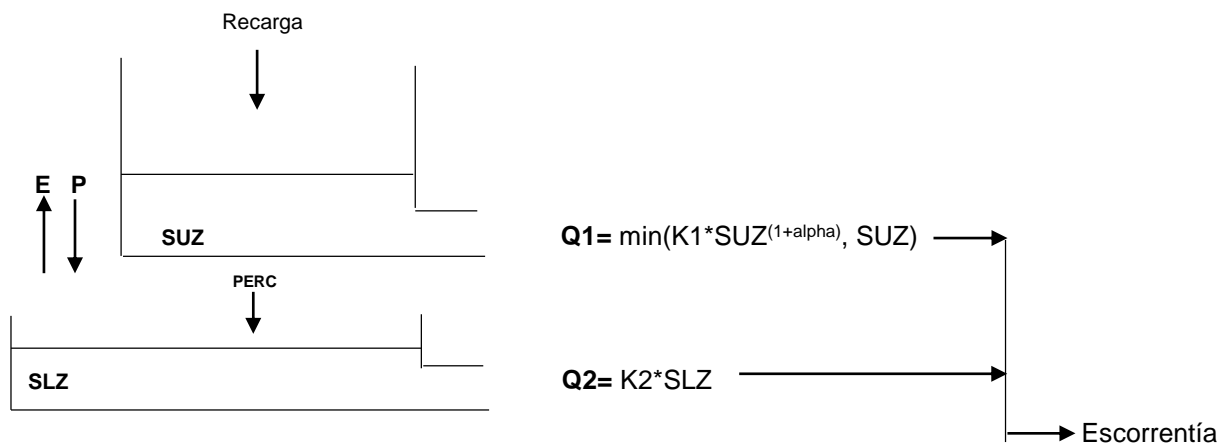 Recarga
E P
SUZ
Q1= min(K1*SUZ^(1+alpha), SUZ)
PERC
SLZ
Q2= K2*SLZ
Escorrentía